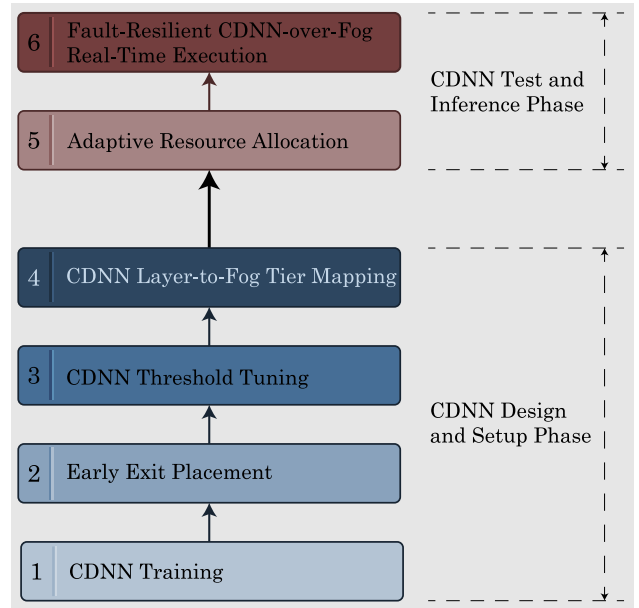 6
Fault-Resilient CDNN-over-Fog
Real-Time Execution
CDNN Test and
Inference Phase
5
Adaptive Resource Allocation
4
CDNN Layer-to-Fog Tier Mapping
3
CDNN Threshold Tuning
CDNN Design
and Setup Phase
2
Early Exit Placement
1
CDNN Training